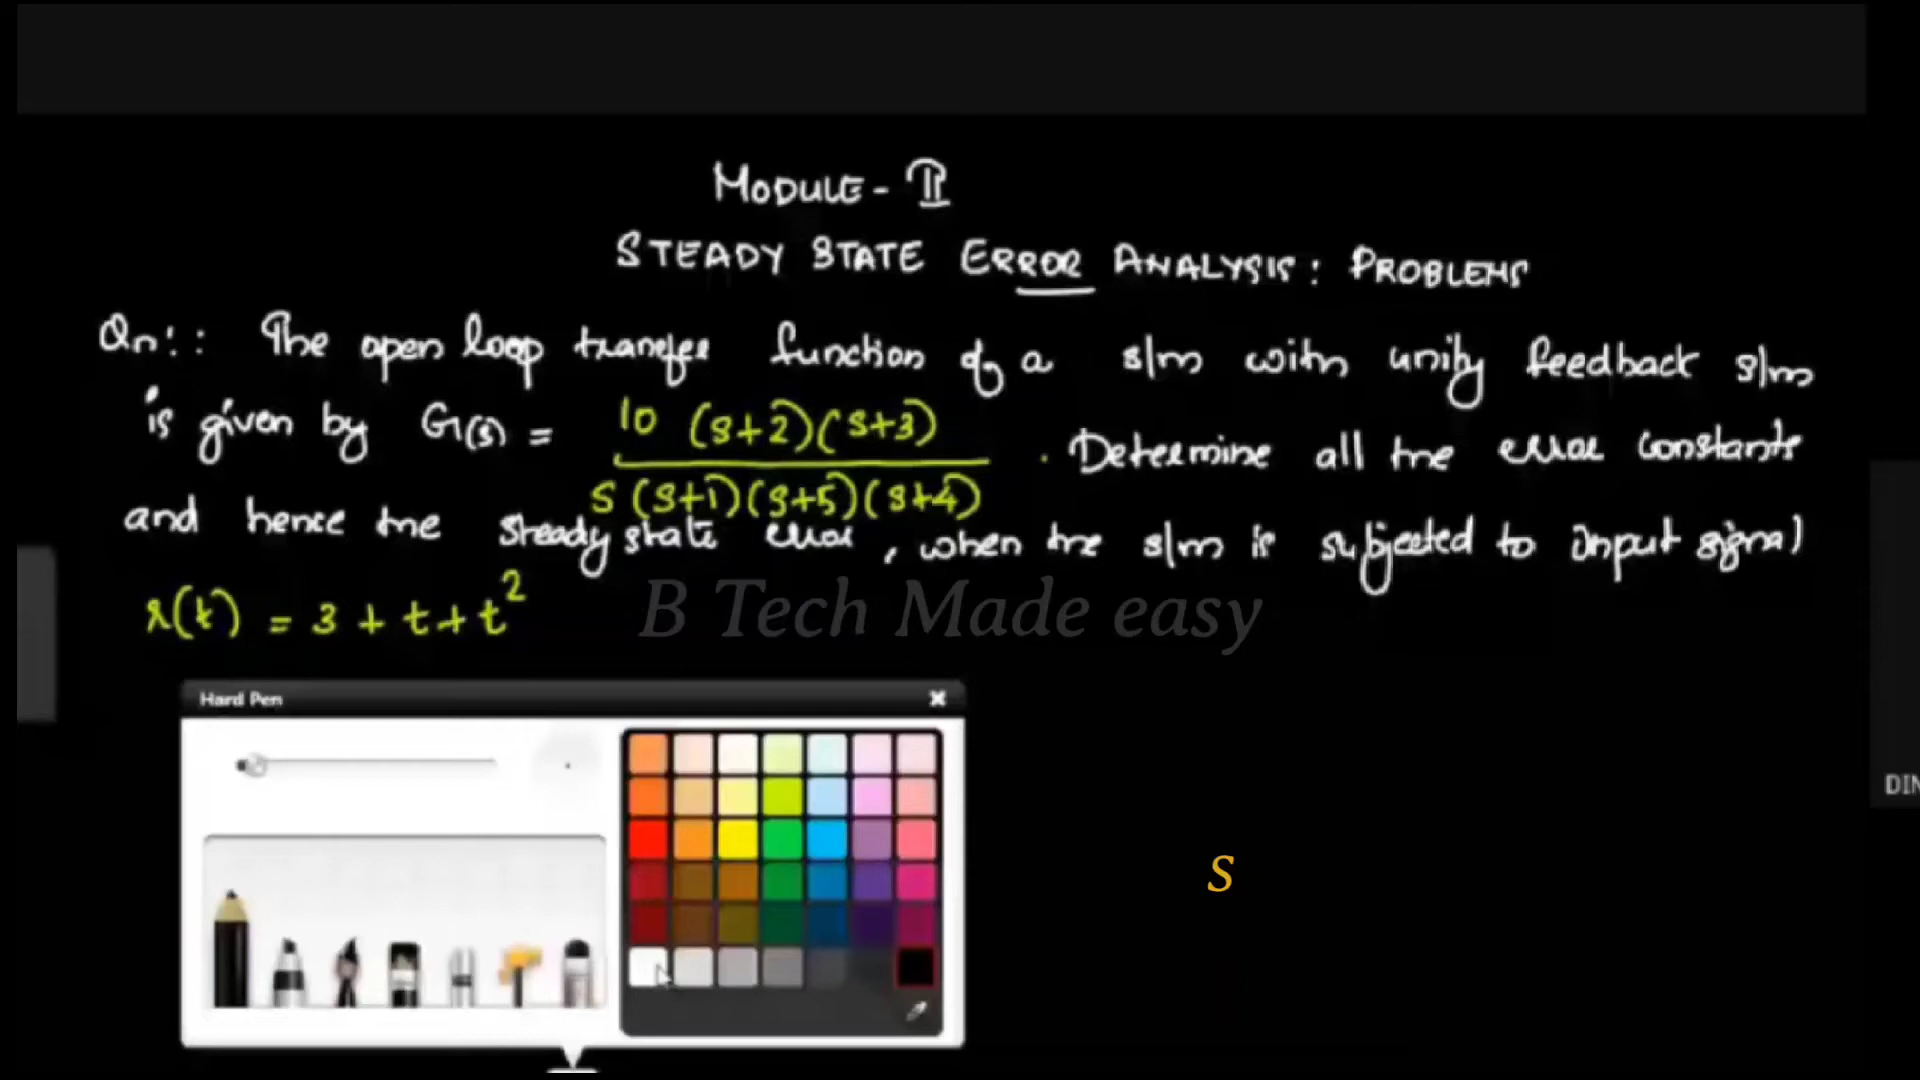 MODULE - II
STEADY STATE ERROR ANALYSIS: PROBLEMS
Qn:: The open loop transfer function of a s/m with unity feedback s/m
is given by G(s) = 10 (s+2)(s+3) / s(s+1)(s+5)(s+4) . Determine all the error constants
and hence the steady state error, when the s/m is subjected to input signal
r(t) = 3 + t + t²
B Tech Made easy
Hard Pen
DIN
S